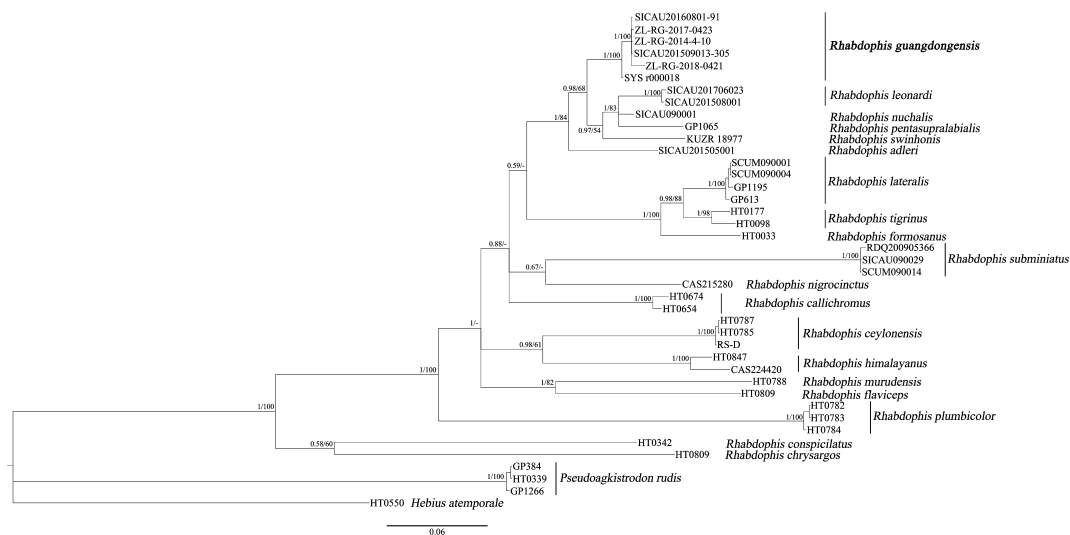 SICAU20160801-91
ZL-RG-2017-0423
1/100 ZL-RG-2014-4-10 Rhabdophis guangdongensis
SICAU201509013-305
1/100
ZL-RG-2018-0421
SYS r000018
0.98/68
SICAU201706023
1/100 Rhabdophis leonardi
SICAU201508001
1/83
SICAU090001 Rhabdophis nuchalis
1/84
GP1065 Rhabdophis pentasupralabialis
0.97/54
KUZR 18977 Rhabdophis swinhonis
SICAU201505001 Rhabdophis adleri
0.59/-
SCUM090001
SCUM090004
1/100 Rhabdophis lateralis
GP1195
GP613
0.98/88
HT0177
1/98 Rhabdophis tigrinus
1/100
HT0098
HT0033 Rhabdophis formosanus
0.88/-
RDQ200905366
1/100 SICAU090029 Rhabdophis subminiatus
SCUM090014
0.67/-
CAS215280 Rhabdophis nigrocinctus
HT0674
1/100 Rhabdophis callichromus
HT0654
1/-
HT0787
1/100 HT0785 Rhabdophis ceylonensis
RS-D
0.98/61
HT0847
1/100 Rhabdophis himalayanus
CAS224420
1/100
HT0788 Rhabdophis murudensis
1/82
HT0809 Rhabdophis flaviceps
HT0782
1/100 HT0783 Rhabdophis plumbicolor
HT0784
1/100
0.58/60
HT0342 Rhabdophis conspicilatus
HT0809 Rhabdophis chrysargos
GP384
1/100 HT0339 Pseudoagkistrodon rudis
GP1266
HT0550 Hebius atemporale
0.06